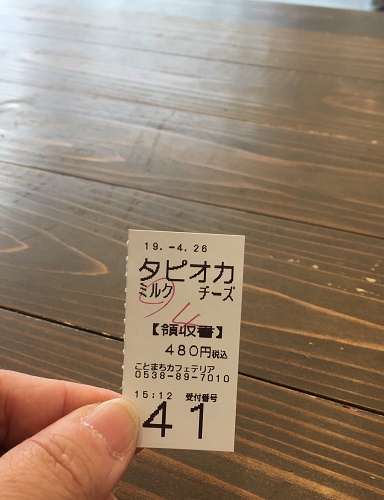 19.-4.26
タピオカ
ミルク チーズ
【領収書】
480円税込
ことまちカフェテリア
0538-89-7010
15:12 受付番号
41